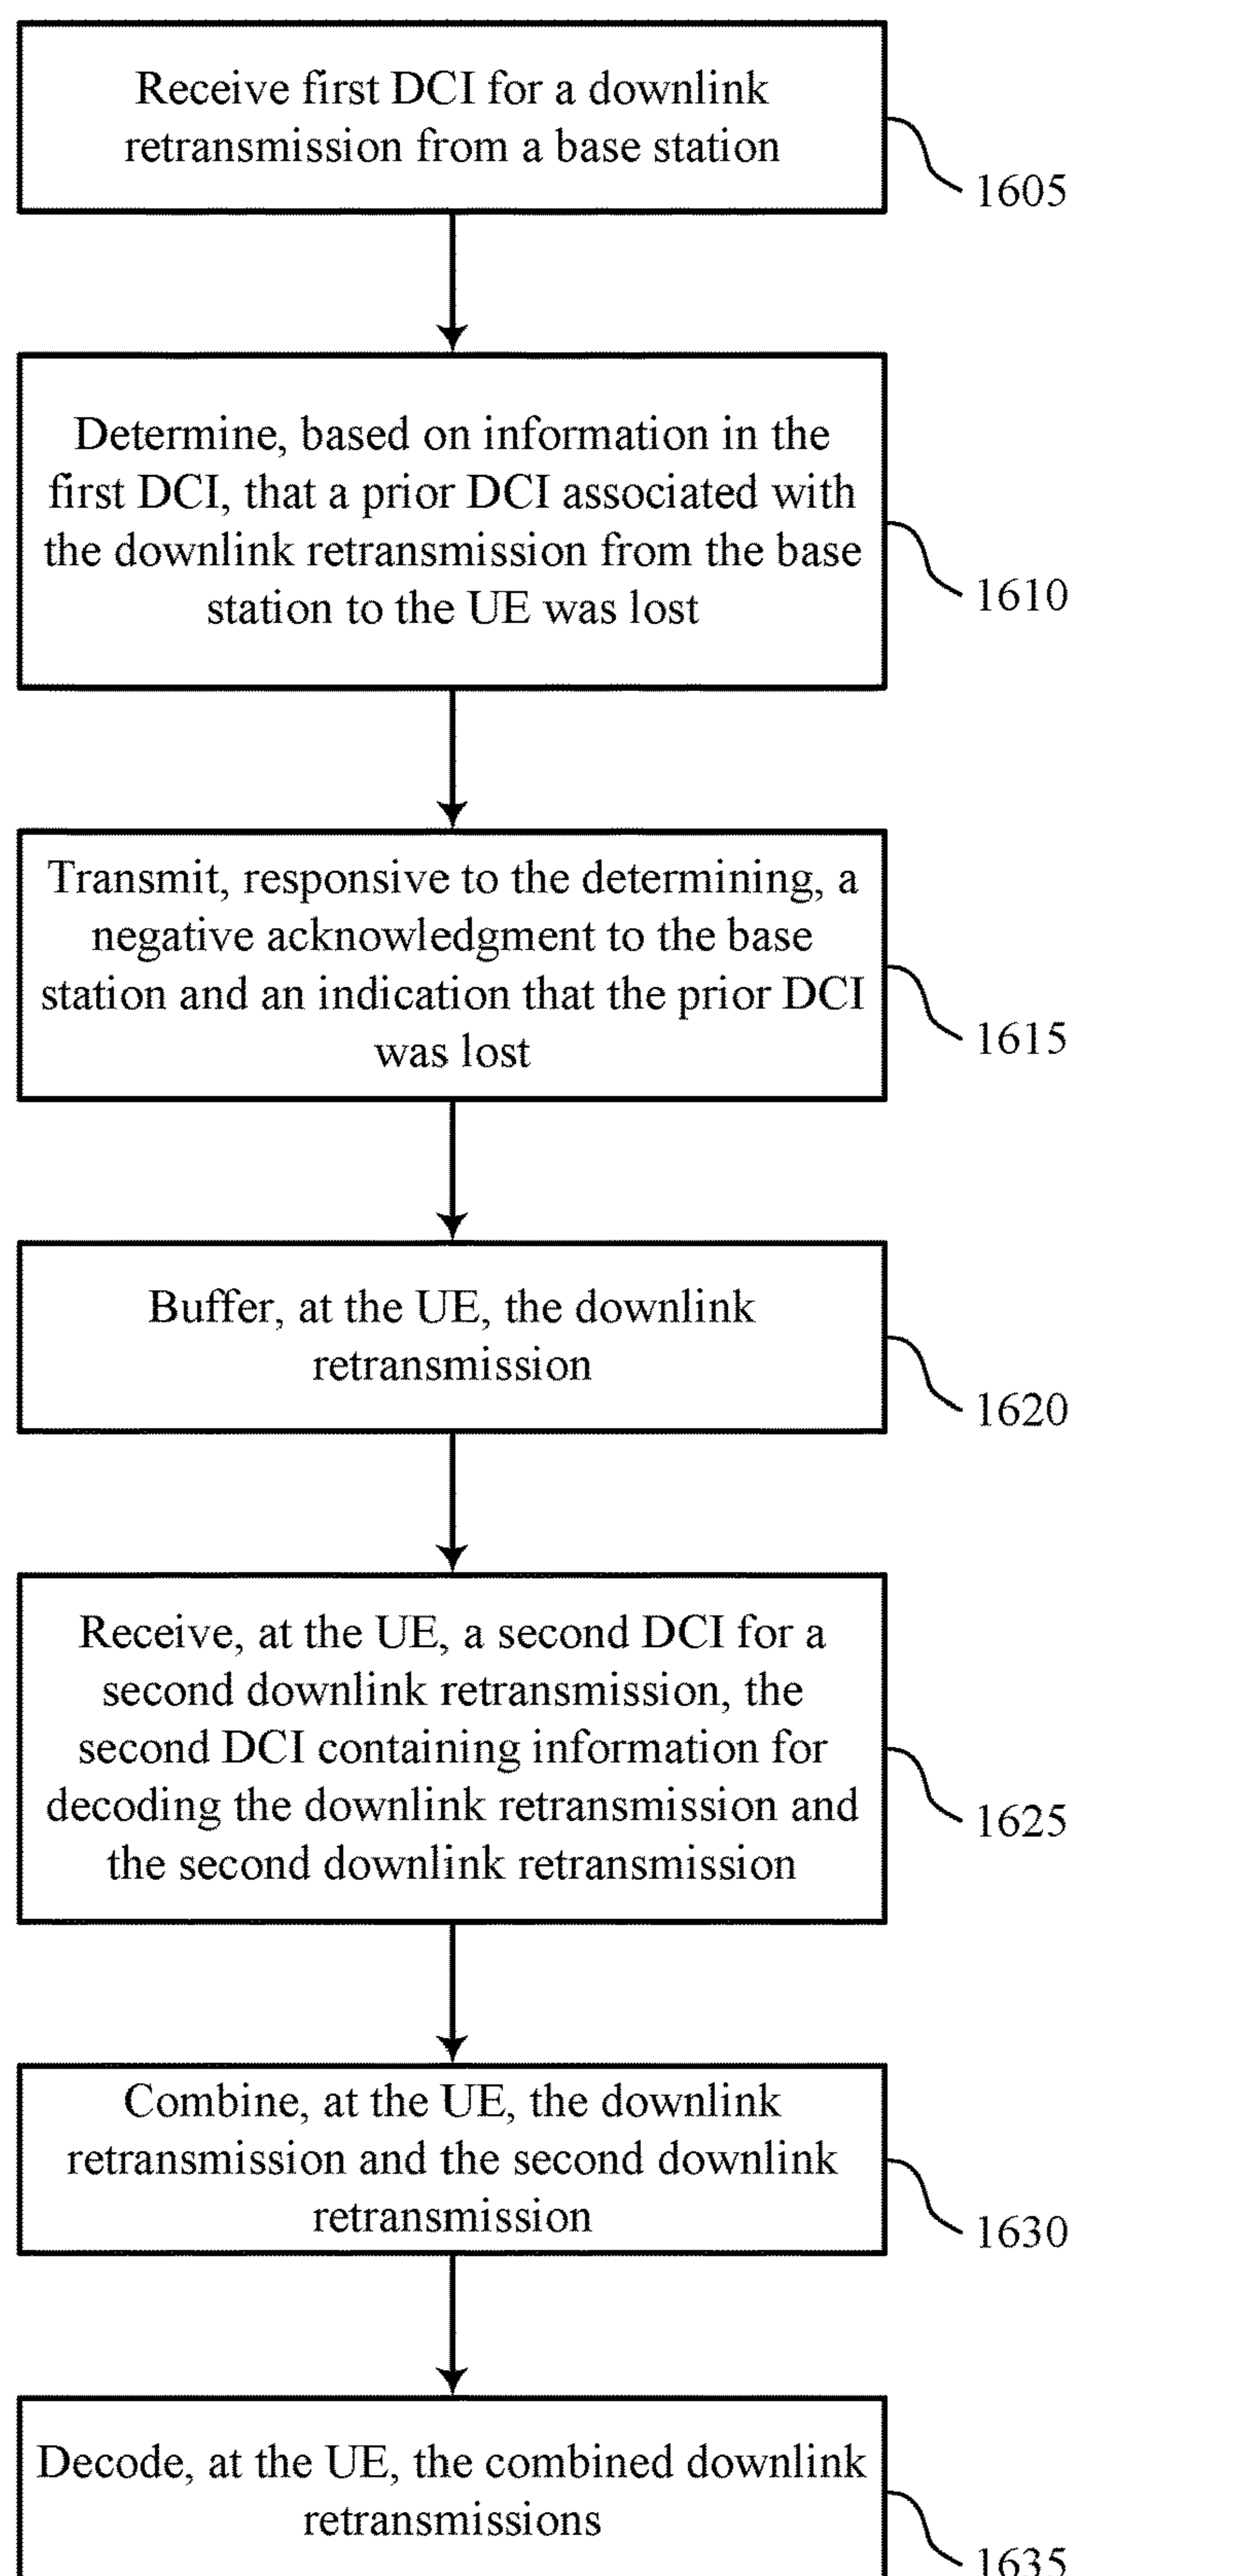 Receive first DCI for a downlink
retransmission from a base station
1605
Determine, based on information in the
first DCI, that a prior DCI associated with
the downlink retransmission from the base
station to the UE was lost
1610
Transmit, responsive to the determining, a
negative acknowledgment to the base
station and an indication that the prior DCI
was lost
1615
Buffer, at the UE, the downlink
retransmission
1620
Receive, at the UE, a second DCI for a
second downlink retransmission, the
second DCI containing information for
decoding the downlink retransmission and
the second downlink retransmission
1625
Combine, at the UE, the downlink
retransmission and the second downlink
retransmission
1630
Decode, at the UE, the combined downlink
retransmissions
1635